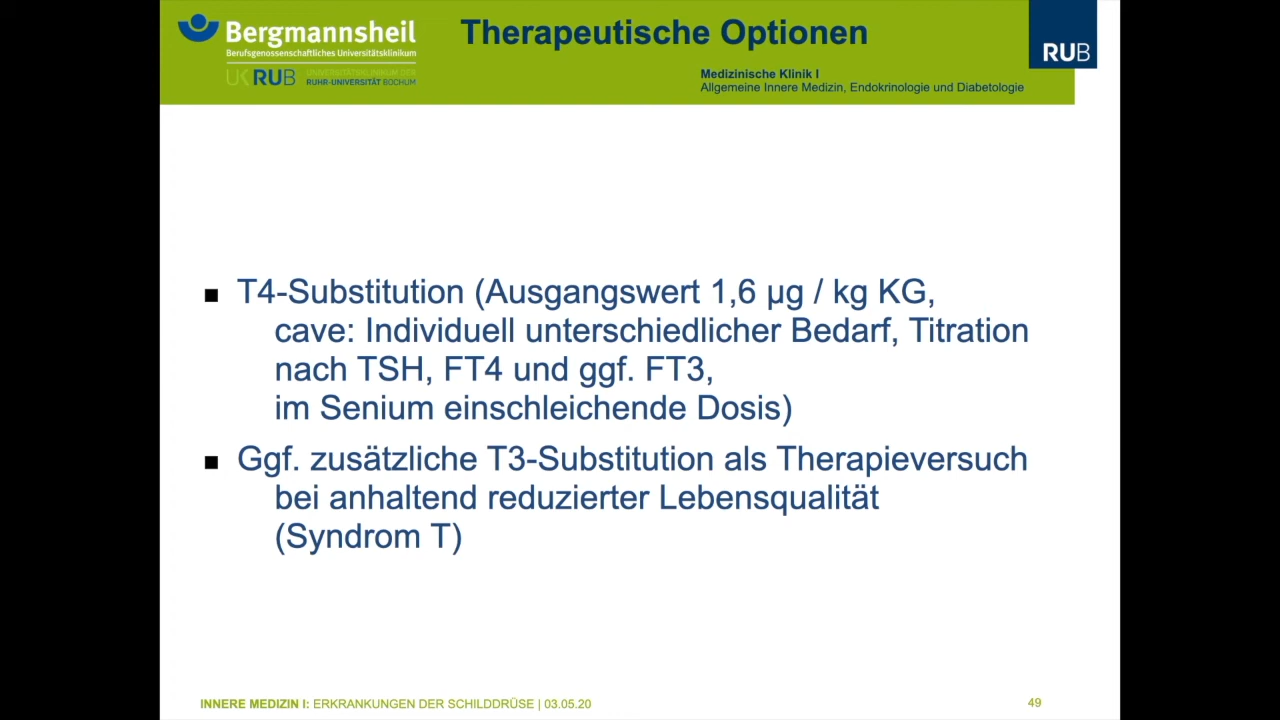 Bergmannsheil
Berufsgenossenschaftliches Universitätsklinikum
UK RUB UNIVERSITÄTSKLINIKUM DER
RUHR-UNIVERSITÄT BOCHUM
Therapeutische Optionen
Medizinische Klinik I
Allgemeine Innere Medizin, Endokrinologie und Diabetologie
RUB
■ T4-Substitution (Ausgangswert 1,6 µg / kg KG,
cave: Individuell unterschiedlicher Bedarf, Titration
nach TSH, FT4 und ggf. FT3,
im Senium einschleichende Dosis)
■ Ggf. zusätzliche T3-Substitution als Therapieversuch
bei anhaltend reduzierter Lebensqualität
(Syndrom T)
INNERE MEDIZIN I: ERKRANKUNGEN DER SCHILDDRÜSE | 03.05.20
49